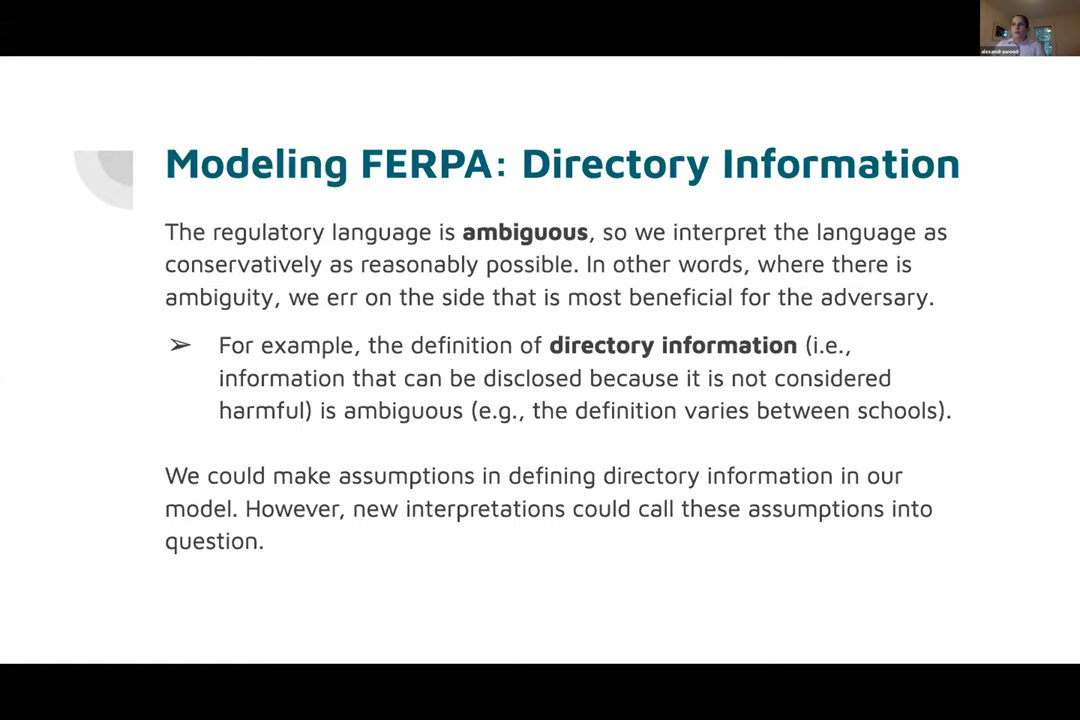 alexandrawood
Modeling FERPA: Directory Information
The regulatory language is ambiguous, so we interpret the language as
conservatively as reasonably possible. In other words, where there is
ambiguity, we err on the side that is most beneficial for the adversary.
➢ For example, the definition of directory information (i.e.,
information that can be disclosed because it is not considered
harmful) is ambiguous (e.g., the definition varies between schools).
We could make assumptions in defining directory information in our
model. However, new interpretations could call these assumptions into
question.